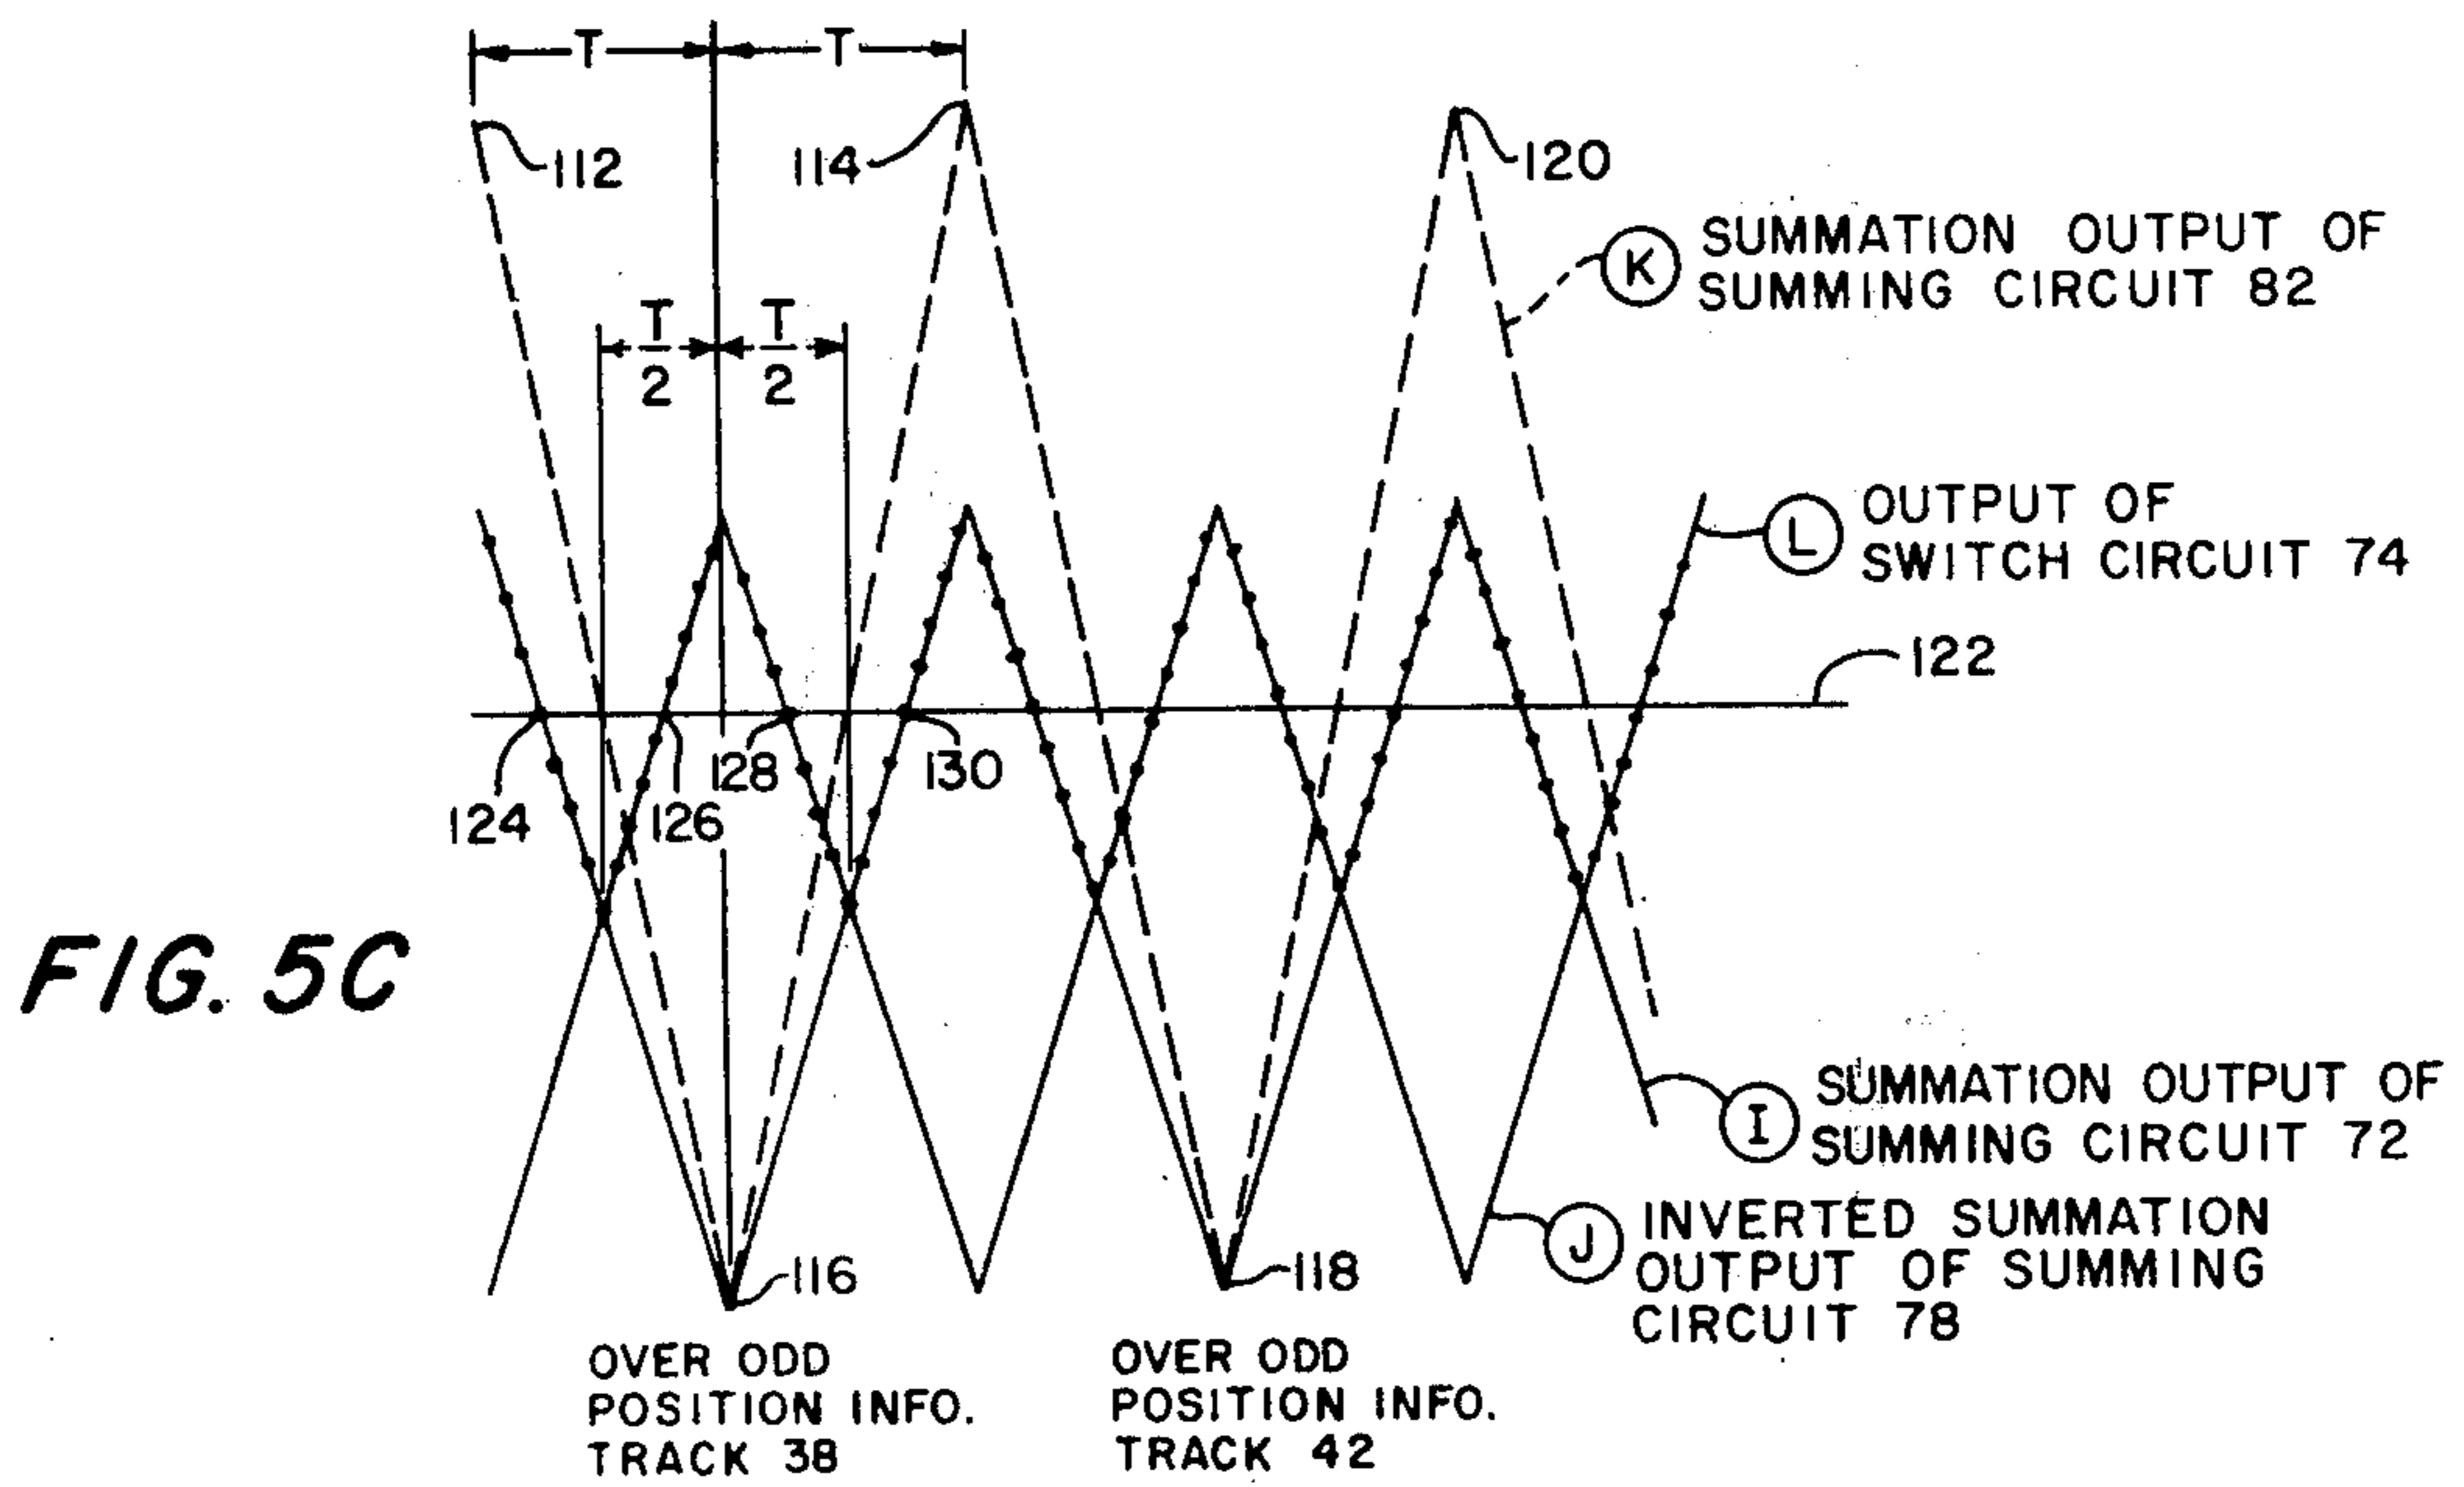 T T
112
114
120
K SUMMATION OUTPUT OF
SUMMING CIRCUIT 82
T T
2 2
L OUTPUT OF
SWITCH CIRCUIT 74
122
124
126
128
130
FIG. 5C
I SUMMATION OUTPUT OF
SUMMING CIRCUIT 72
J INVERTED SUMMATION
OUTPUT OF SUMMING
CIRCUIT 78
116
118
OVER ODD
POSITION INFO.
TRACK 38
OVER ODD
POSITION INFO.
TRACK 42